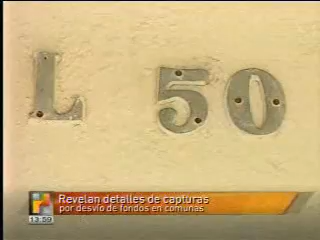 L 50
Revelan detalles de capturas
por desvío de fondos en comunas
13:59